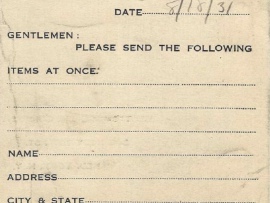 DATE 8/18/31
GENTLEMEN:
PLEASE SEND THE FOLLOWING
ITEMS AT ONCE:
NAME
ADDRESS
CITY & STATE